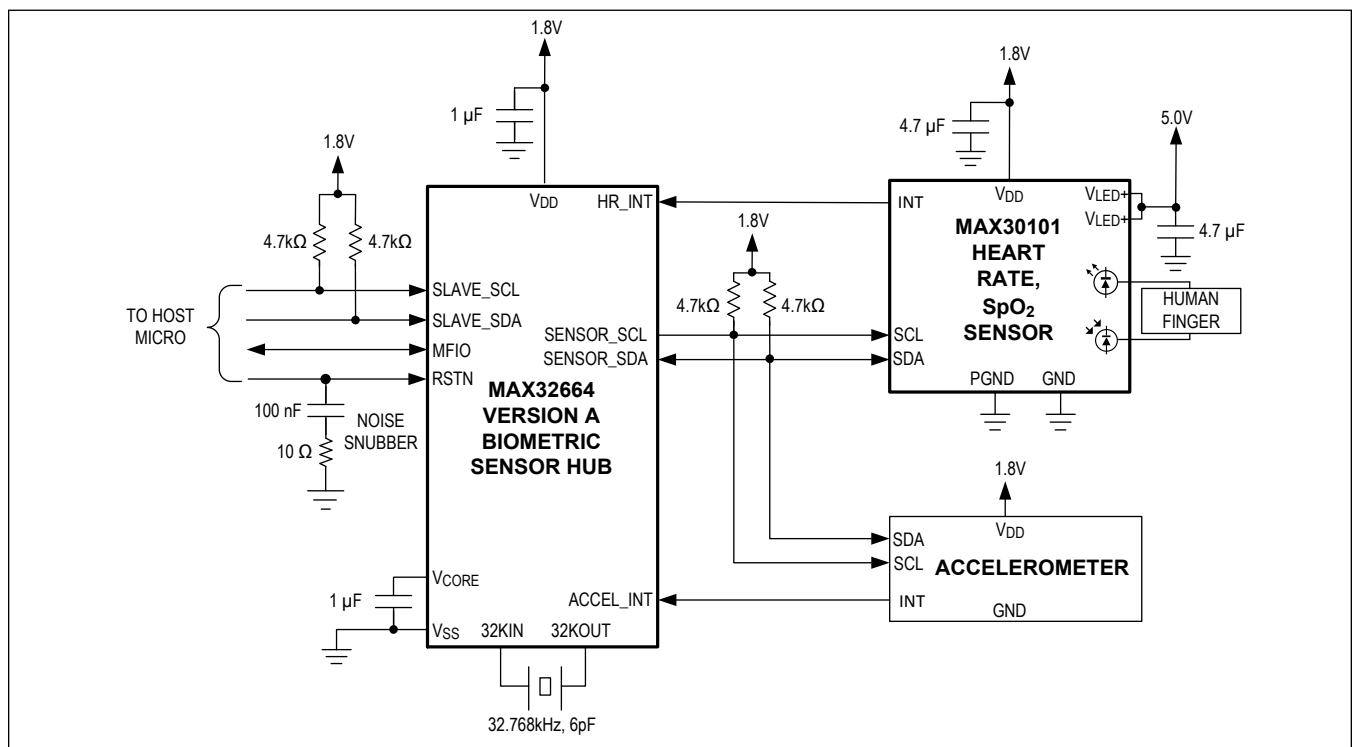 1.8V
1 µF
1.8V
4.7kΩ
4.7kΩ
TO HOST
MICRO
100 nF
NOISE
SNUBBER
10 Ω
VDD
HR_INT
SLAVE_SCL
SLAVE_SDA
MFIO
RSTN
SENSOR_SCL
SENSOR_SDA
MAX32664
VERSION A
BIOMETRIC
SENSOR HUB
VCORE
1 µF
VSS
32KIN
32KOUT
ACCEL_INT
32.768kHz, 6pF
1.8V
4.7kΩ
4.7kΩ
1.8V
4.7 µF
5.0V
4.7 µF
INT
VDD
VLED+
VLED+
MAX30101
HEART
RATE,
SpO2
SENSOR
SCL
SDA
PGND
GND
HUMAN
FINGER
1.8V
VDD
SDA
SCL
ACCELEROMETER
INT
GND